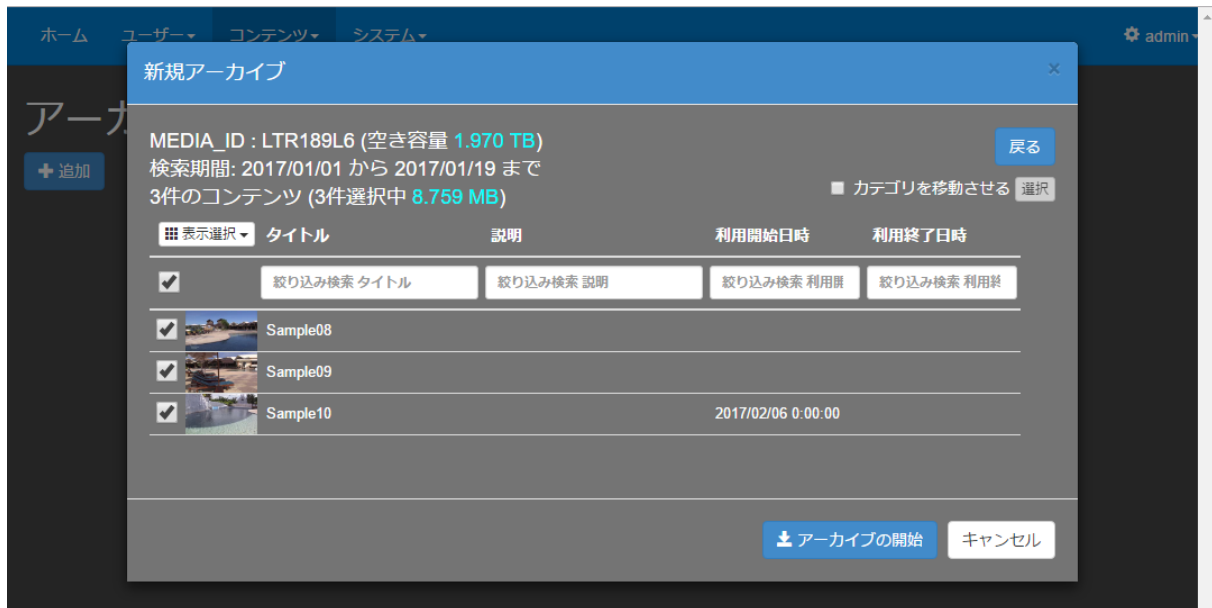 ホーム ユーザー コンテンツ システム admin
新規アーカイブ ×
アーカ
追加
MEDIA_ID : LTR189L6 (空き容量 1.970 TB)
戻る
検索期間: 2017/01/01 から 2017/01/19 まで
カテゴリを移動させる 選択
3件のコンテンツ (3件選択中 8.759 MB)
表示選択 タイトル 説明 利用開始日時 利用終了日時
絞り込み検索 タイトル 絞り込み検索 説明 絞り込み検索 利用開 絞り込み検索 利用終
Sample08
Sample09
Sample10 2017/02/06 0:00:00
アーカイブの開始 キャンセル